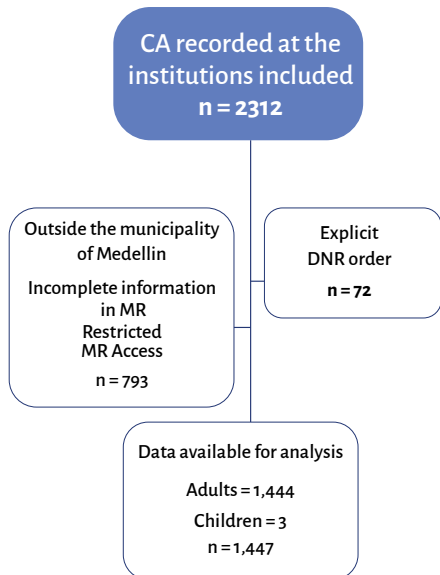 CA recorded at the
institutions included
n = 2312
Outside the municipality
of Medellin
Incomplete information
in MR
Restricted
MR Access
n = 793
Explicit
DNR order
n = 72
Data available for analysis
Adults = 1,444
Children = 3
n = 1,447